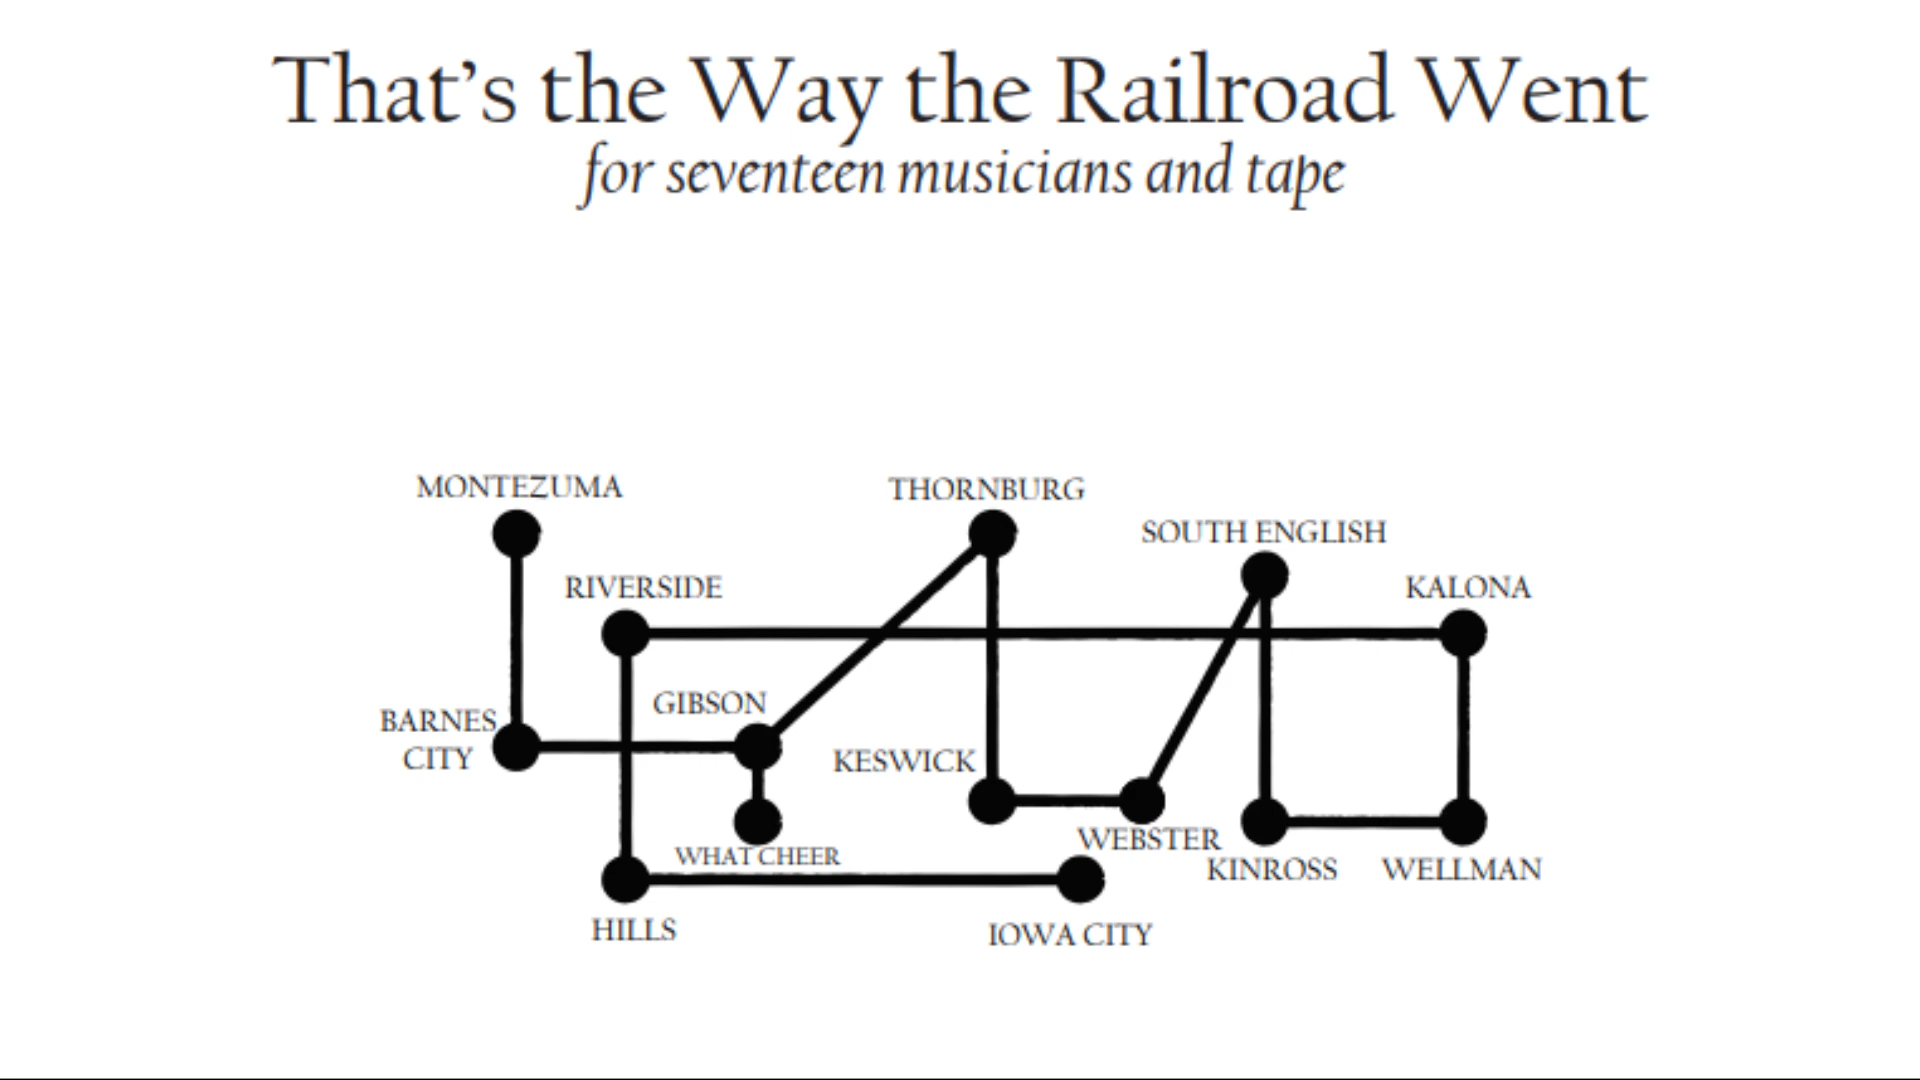 That's the Way the Railroad Went
for seventeen musicians and tape
MONTEZUMA
THORNBURG
SOUTH ENGLISH
RIVERSIDE
KALONA
GIBSON
BARNES
CITY
KESWICK
WEBSTER
WHAT CHEER
KINROSS
WELLMAN
HILLS
IOWA CITY